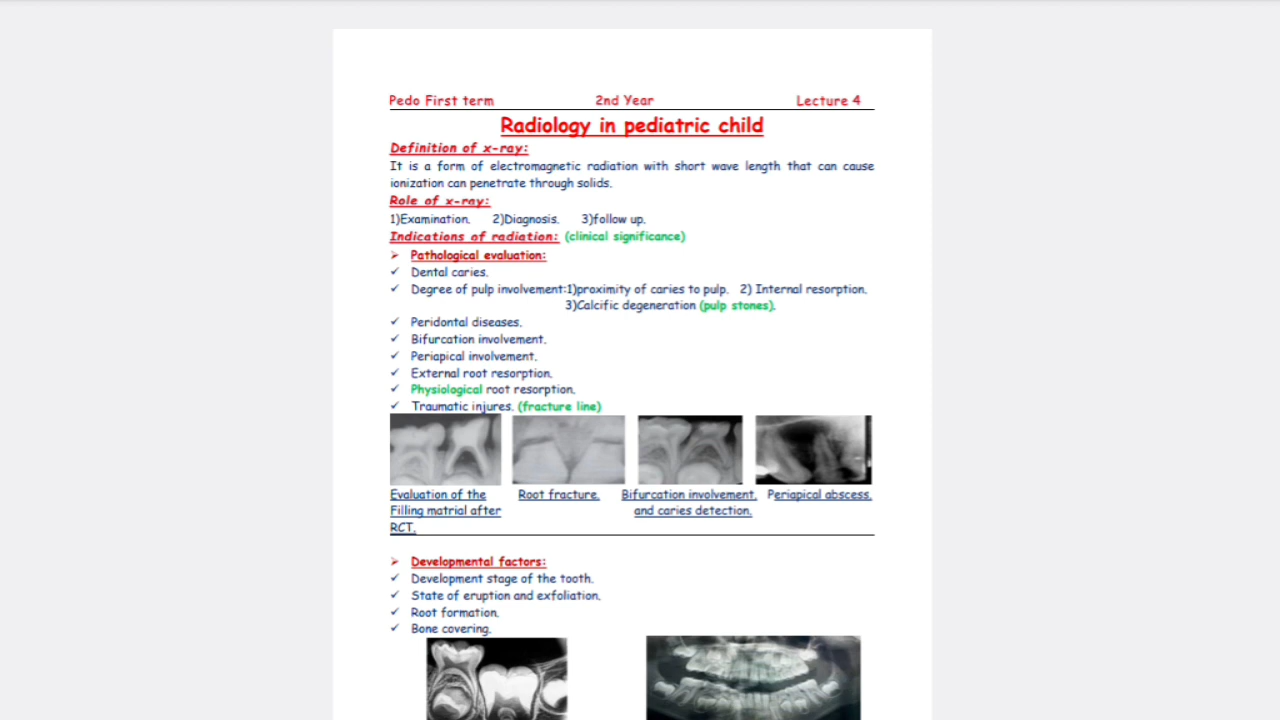 Pedo First term 2nd Year Lecture 4
Radiology in pediatric child
Definition of x-ray:
It is a form of electromagnetic radiation with short wave length that can cause
ionization can penetrate through solids.
Role of x-ray:
1)Examination. 2)Diagnosis. 3)follow up.
Indications of radiation: (clinical significance)
➢ Pathological evaluation:
✓ Dental caries.
✓ Degree of pulp involvement:1)proximity of caries to pulp. 2) Internal resorption.
3)Calcific degeneration (pulp stones).
✓ Peridontal diseases.
✓ Bifurcation involvement.
✓ Periapical involvement.
✓ External root resorption.
✓ Physiological root resorption.
✓ Traumatic injures. (fracture line)
Evaluation of the
Filling matrial after
RCT.
Root fracture.
Bifurcation involvement,
and caries detection.
Periapical abscess.
➢ Developmental factors:
✓ Development stage of the tooth.
✓ State of eruption and exfoliation.
✓ Root formation.
✓ Bone covering.